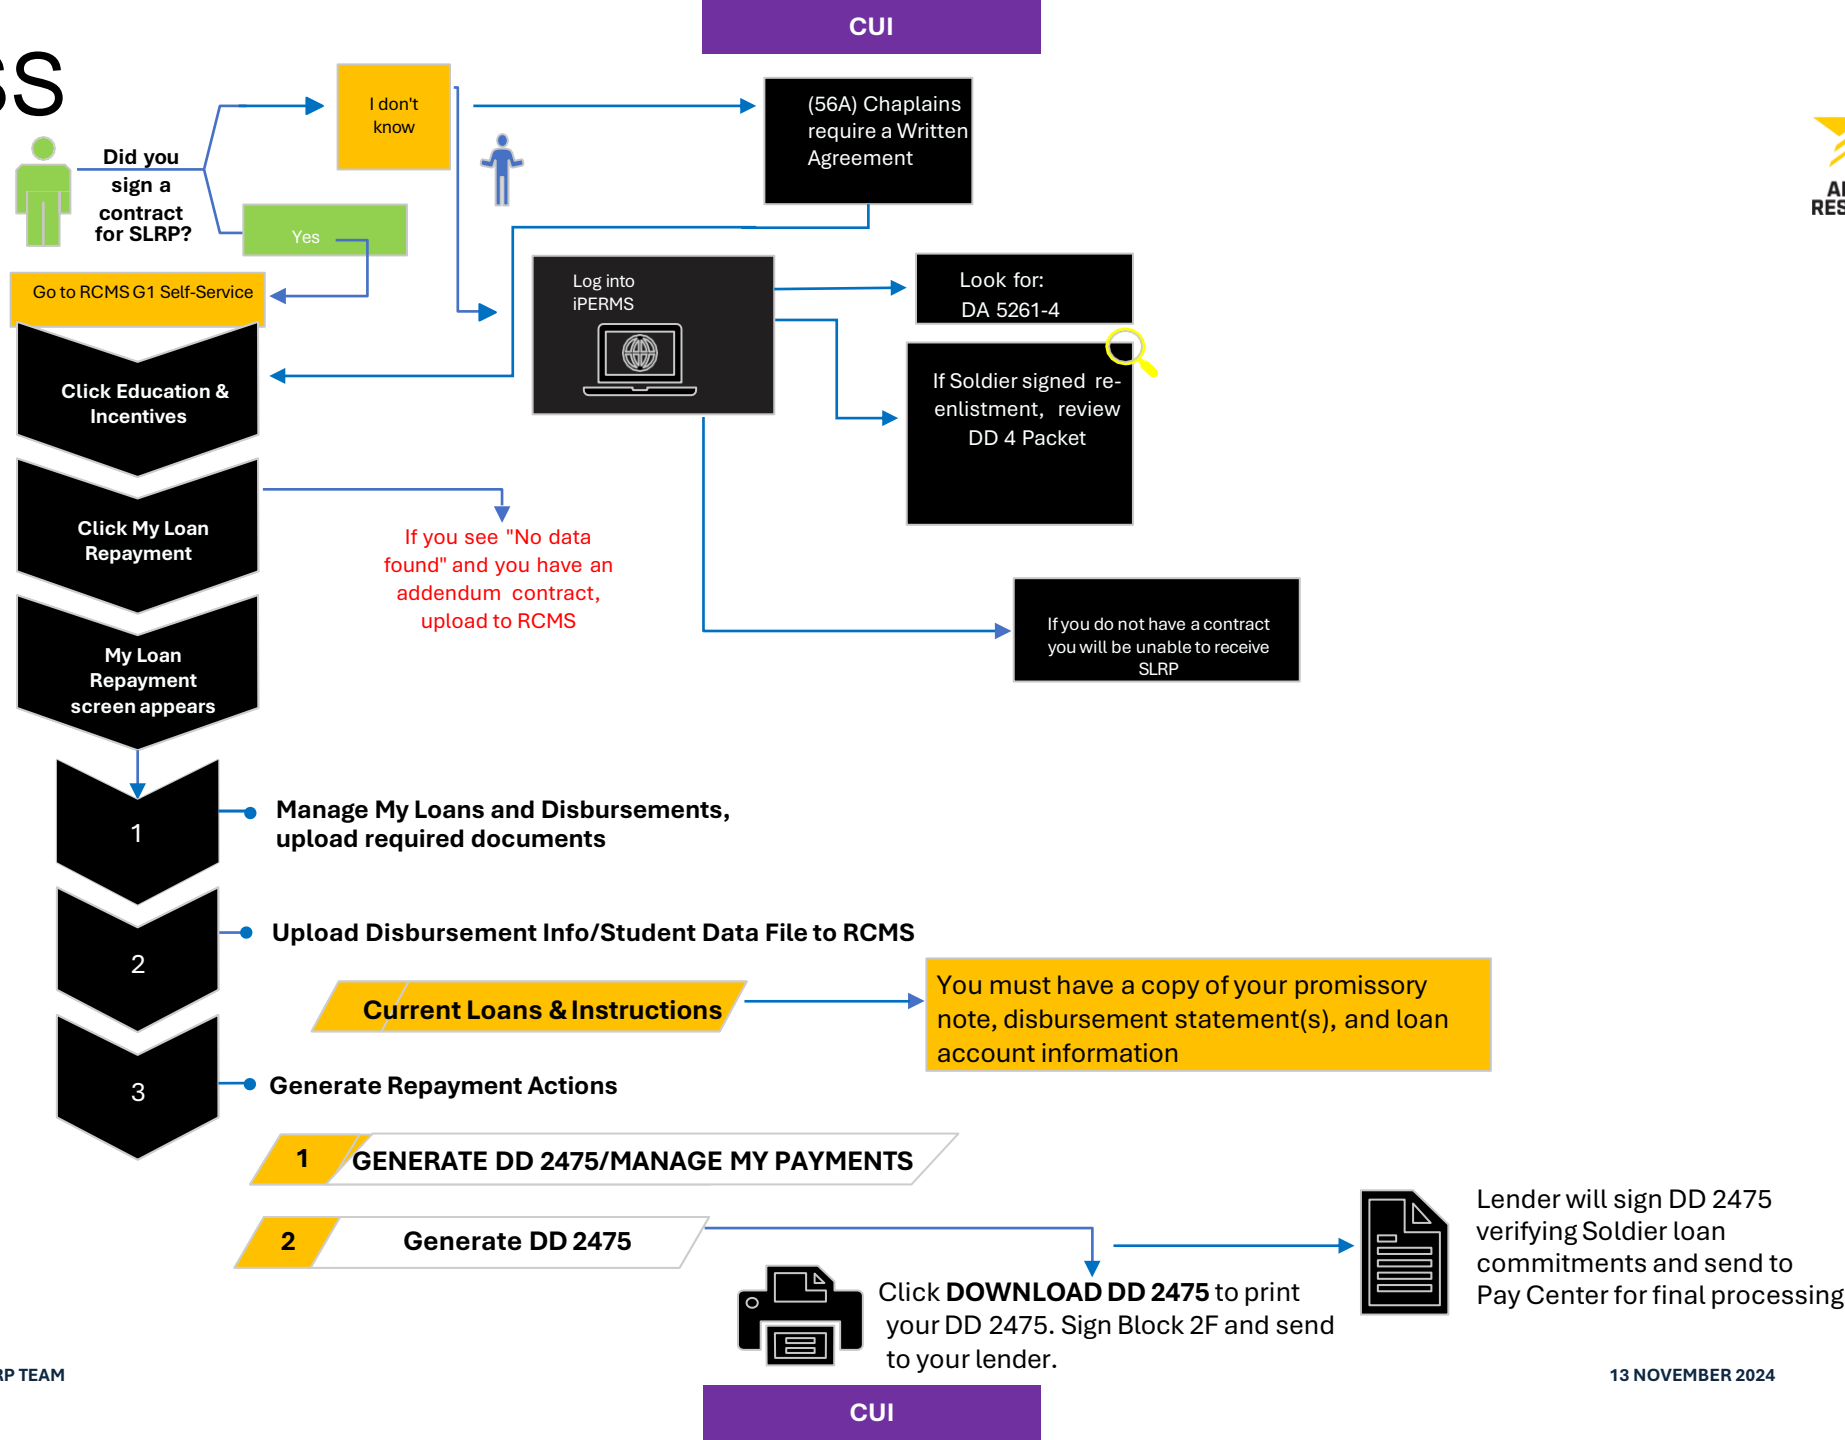 CUI
SS
I don't
know
(56A) Chaplains
require a Written
Agreement
Did you
sign a
contract
for SLRP?
Yes
Go to RCMS G1 Self-Service
Log into
iPERMS
Look for:
DA 5261-4
If Soldier signed re-
enlistment, review
DD 4 Packet
Click Education &
Incentives
Click My Loan
Repayment
If you see "No data
found" and you have an
addendum contract,
upload to RCMS
If you do not have a contract
you will be unable to receive
SLRP
My Loan
Repayment
screen appears
1
Manage My Loans and Disbursements,
upload required documents
2
Upload Disbursement Info/Student Data File to RCMS
Current Loans & Instructions
You must have a copy of your promissory
note, disbursement statement(s), and loan
account information
3
Generate Repayment Actions
1 GENERATE DD 2475/MANAGE MY PAYMENTS
2 Generate DD 2475
Click DOWNLOAD DD 2475 to print
your DD 2475. Sign Block 2F and send
to your lender.
Lender will sign DD 2475
verifying Soldier loan
commitments and send to
Pay Center for final processing
RP TEAM
13 NOVEMBER 2024
CUI